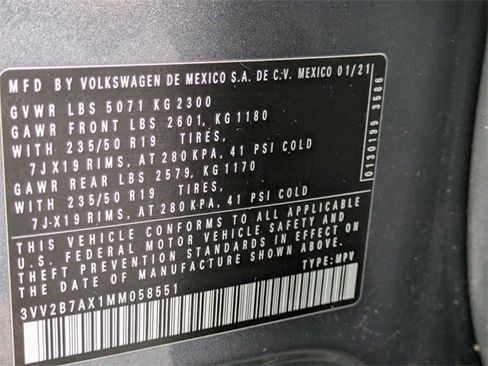 MFD BY VOLKSWAGEN DE MEXICO S.A. DE C.V. MEXICO 01/21
GVWR LBS 5071 KG 2300
GAWR FRONT LBS 2601, KG 1180
WITH 235/50 R19 TIRES,
7JX19 RIMS, AT 280 KPA, 41 PSI COLD
GAWR REAR LBS 2579, KG 1170
WITH 235/50 R19 TIRES,
7J-X19 RIMS, AT 280 KPA, 41 PSI COLD
THIS VEHICLE CONFORMS TO ALL APPLICABLE
U.S. FEDERAL MOTOR VEHICLE SAFETY AND
THEFT PREVENTION STANDARDS IN EFFECT ON
THE DATE OF MANUFACTURE SHOWN ABOVE.
3VV2B7AX1MM058551
TYPE: MPV
0130199 3586